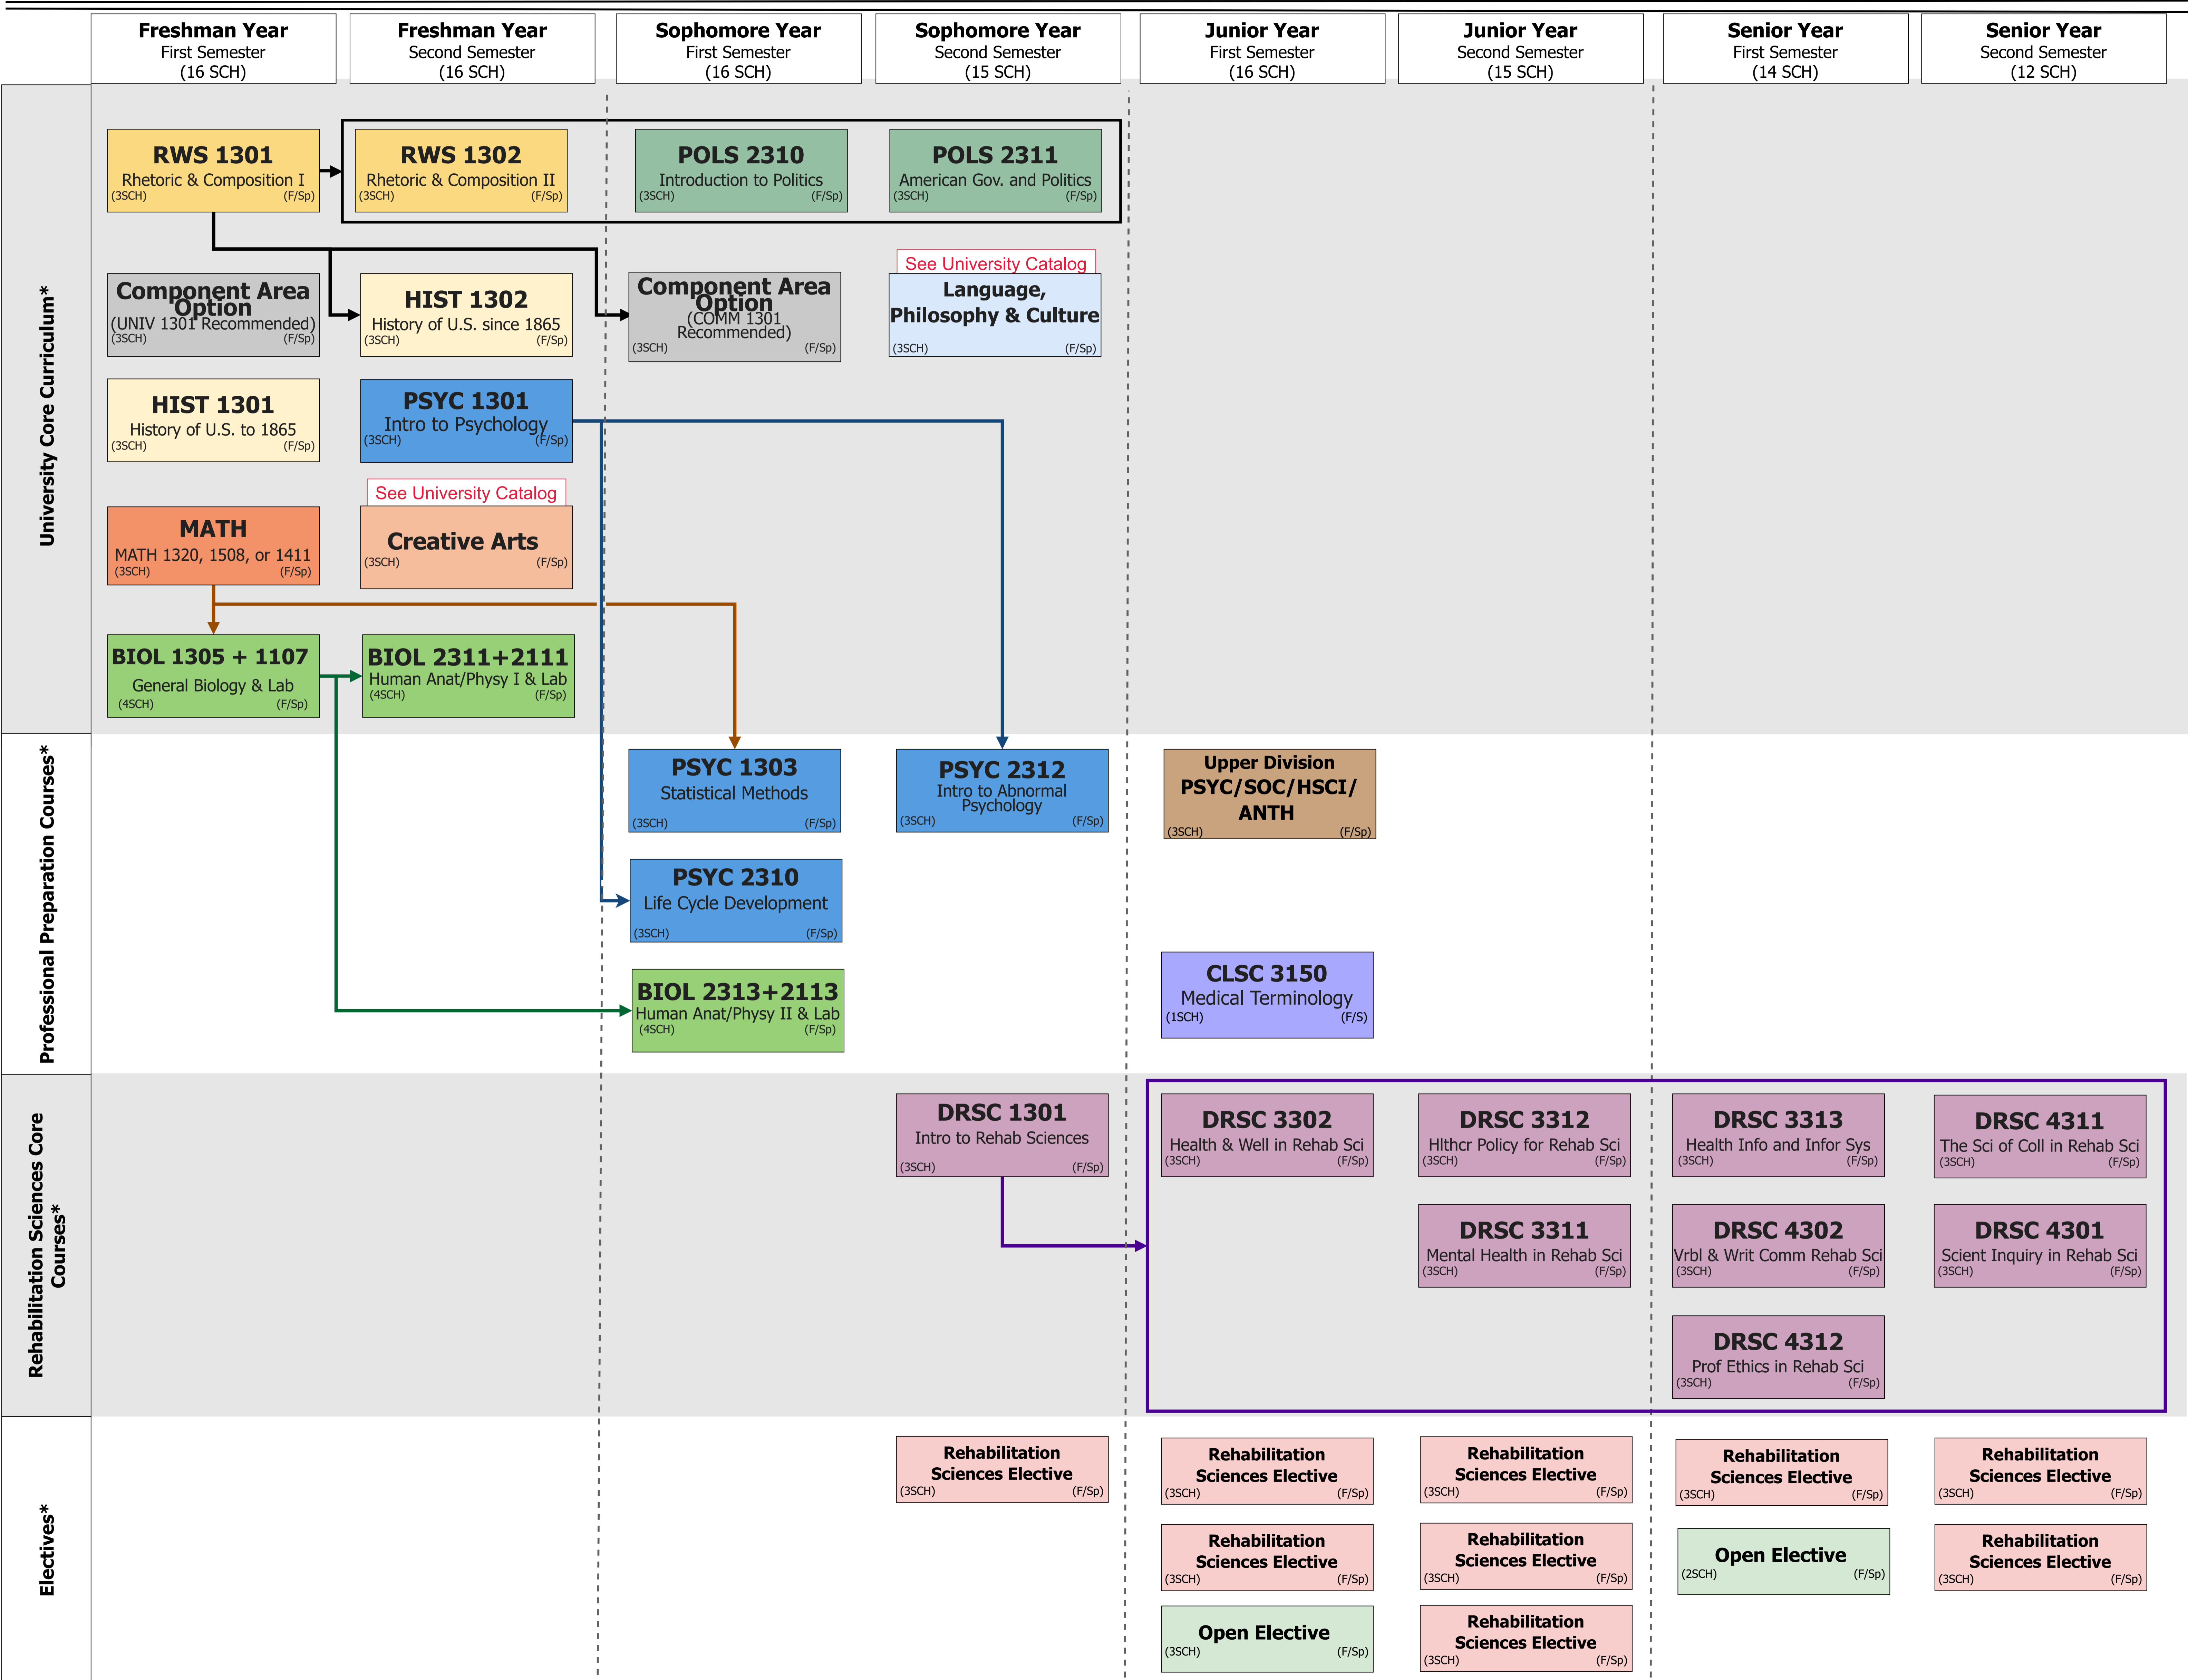 Freshman Year
First Semester
(16 SCH)
Freshman Year
Second Semester
(16 SCH)
Sophomore Year
First Semester
(16 SCH)
Sophomore Year
Second Semester
(15 SCH)
Junior Year
First Semester
(16 SCH)
Junior Year
Second Semester
(15 SCH)
Senior Year
First Semester
(14 SCH)
Senior Year
Second Semester
(12 SCH)
University Core Curriculum*
RWS 1301
Rhetoric & Composition I
(3SCH) (F/Sp)
RWS 1302
Rhetoric & Composition II
(3SCH) (F/Sp)
POLS 2310
Introduction to Politics
(3SCH) (F/Sp)
POLS 2311
American Gov. and Politics
(3SCH) (F/Sp)
Component Area
Option
(UNIV 1301 Recommended)
(3SCH) (F/Sp)
HIST 1302
History of U.S. since 1865
(3SCH) (F/Sp)
Component Area
Option
(COMM 1301
Recommended)
(3SCH) (F/Sp)
See University Catalog
Language,
Philosophy & Culture
(3SCH) (F/Sp)
HIST 1301
History of U.S. to 1865
(3SCH) (F/Sp)
PSYC 1301
Intro to Psychology
(3SCH) (F/Sp)
MATH
MATH 1320, 1508, or 1411
(3SCH) (F/Sp)
See University Catalog
Creative Arts
(3SCH) (F/Sp)
BIOL 1305 + 1107
General Biology & Lab
(4SCH) (F/Sp)
BIOL 2311+2111
Human Anat/Physy I & Lab
(4SCH) (F/Sp)
Professional Preparation Courses*
PSYC 1303
Statistical Methods
(3SCH) (F/Sp)
PSYC 2312
Intro to Abnormal
Psychology
(3SCH) (F/Sp)
Upper Division
PSYC/SOC/HSCI/
ANTH
(3SCH) (F/Sp)
PSYC 2310
Life Cycle Development
(3SCH) (F/Sp)
BIOL 2313+2113
Human Anat/Physy II & Lab
(4SCH) (F/Sp)
CLSC 3150
Medical Terminology
(1SCH) (F/S)
Rehabilitation Sciences Core
Courses*
DRSC 1301
Intro to Rehab Sciences
(3SCH) (F/Sp)
DRSC 3302
Health & Well in Rehab Sci
(3SCH) (F/Sp)
DRSC 3312
Hlthcr Policy for Rehab Sci
(3SCH) (F/Sp)
DRSC 3313
Health Info and Infor Sys
(3SCH) (F/Sp)
DRSC 4311
The Sci of Coll in Rehab Sci
(3SCH) (F/Sp)
DRSC 3311
Mental Health in Rehab Sci
(3SCH) (F/Sp)
DRSC 4302
Vrbl & Writ Comm Rehab Sci
(3SCH) (F/Sp)
DRSC 4301
Scient Inquiry in Rehab Sci
(3SCH) (F/Sp)
DRSC 4312
Prof Ethics in Rehab Sci
(3SCH) (F/Sp)
Electives*
Rehabilitation
Sciences Elective
(3SCH) (F/Sp)
Rehabilitation
Sciences Elective
(3SCH) (F/Sp)
Rehabilitation
Sciences Elective
(3SCH) (F/Sp)
Rehabilitation
Sciences Elective
(3SCH) (F/Sp)
Rehabilitation
Sciences Elective
(3SCH) (F/Sp)
Rehabilitation
Sciences Elective
(3SCH) (F/Sp)
Rehabilitation
Sciences Elective
(3SCH) (F/Sp)
Open Elective
(2SCH) (F/Sp)
Rehabilitation
Sciences Elective
(3SCH) (F/Sp)
Open Elective
(3SCH) (F/Sp)
Rehabilitation
Sciences Elective
(3SCH) (F/Sp)